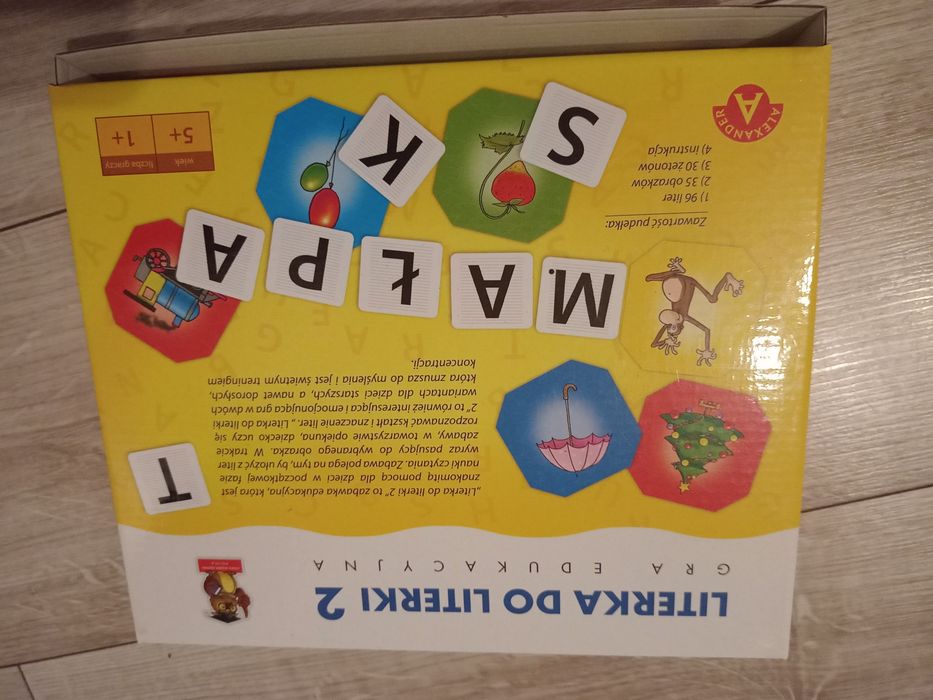 LITERKA DO LITERKI 2
GRA EDUKACYJNA
„Literka do literki 2” to zabawka edukacyjna, która jest
znakomitą pomocą dla dzieci w początkowej fazie
nauki czytania. Zabawa polega na tym, by ułożyć z liter
wyraz pasujący do wybranego obrazka. W trakcie
zabawy, w towarzystwie opiekuna, dziecko uczy się
rozpoznawać kształt i znaczenie liter. „Literka do literki
2” to również interesująca i emocjonująca gra w dwóch
wariantach dla dzieci starszych, a nawet dorosłych,
która zmusza do myślenia i jest świetnym treningiem
koncentracji.
T
M A Ł P A
S
K
Zawartość pudełka:
1) 96 liter
2) 35 obrazków
3) 30 żetonów
4) instrukcja
wiek
5+
liczba graczy
1+
A
ALEXANDER